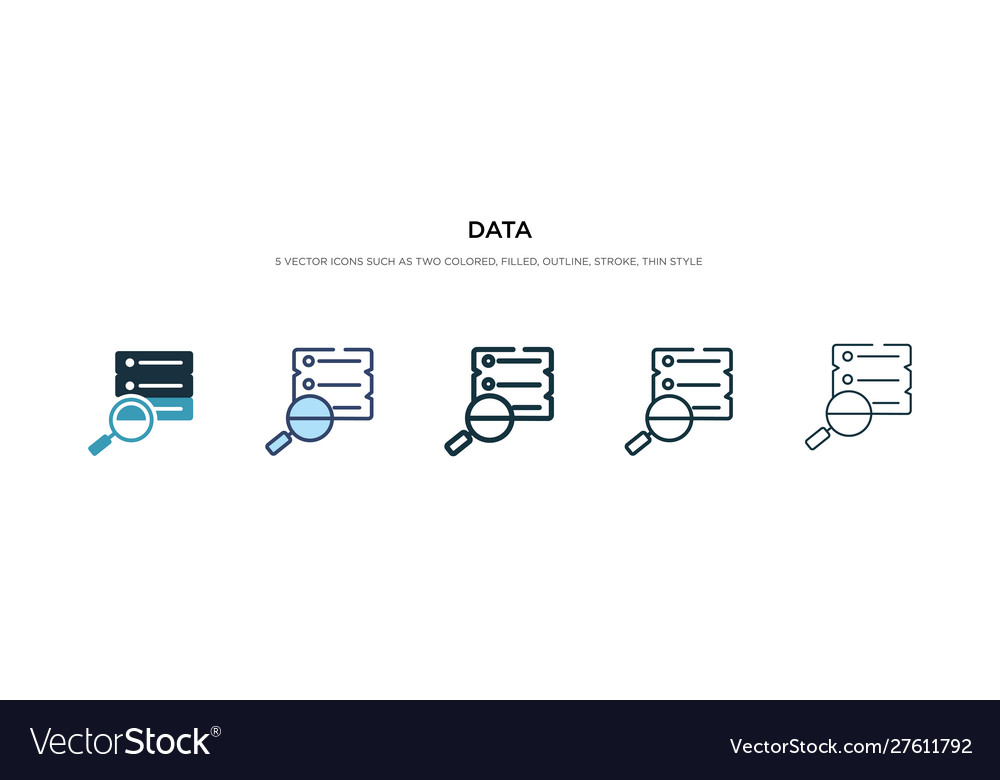 DATA
5 VECTOR ICONS SUCH AS TWO COLORED, FILLED, OUTLINE, STROKE, THIN STYLE
VectorStock®
VectorStock.com/27611792